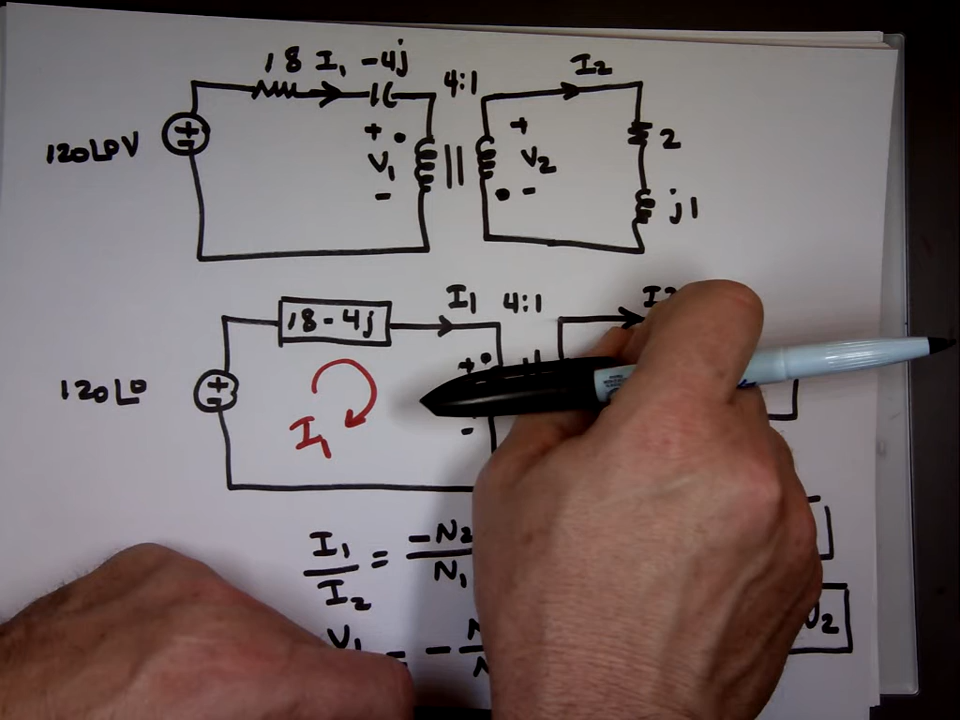 18 I₁ -4j
4:1
I₂
120∠0V
+ V₁ -
+ V₂ -
2
j1
18-4j
I₁
4:1
120∠0
+
-
I₁
I₁/I₂ = -N₂/N₁
V₁ = -